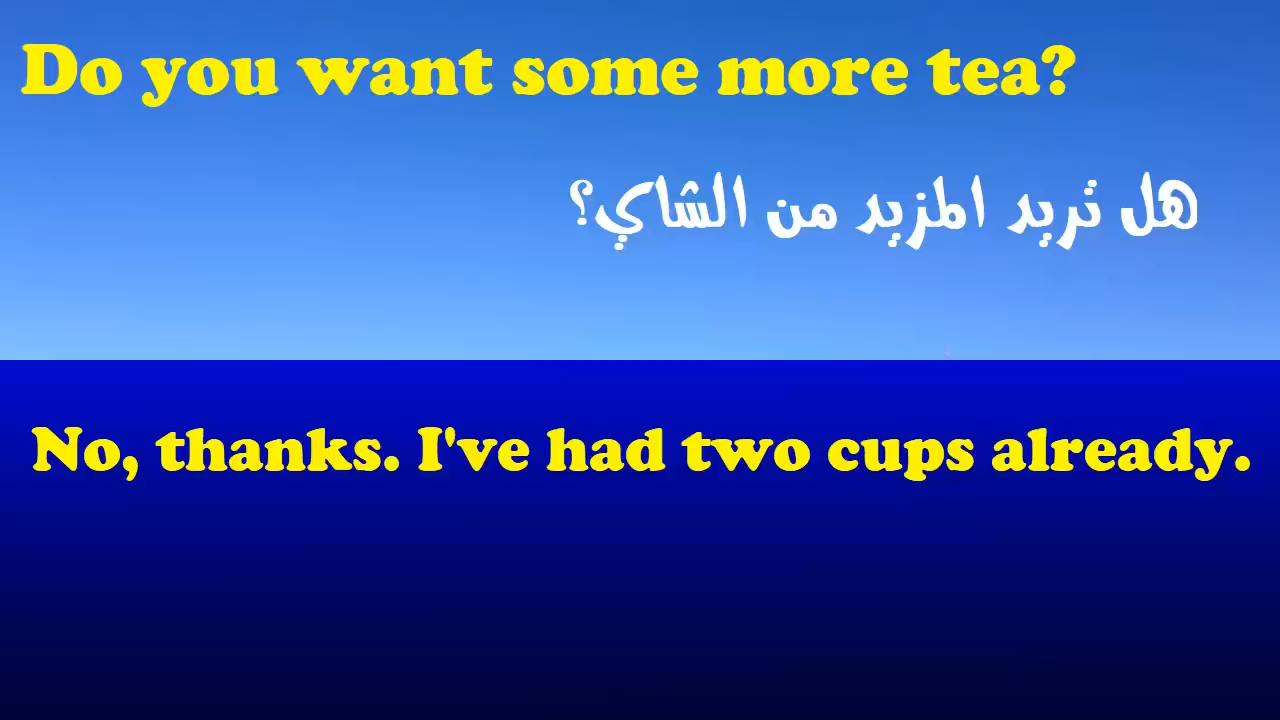 Do you want some more tea?
هل تريد المزيد من الشاي؟
No, thanks. I've had two cups already.